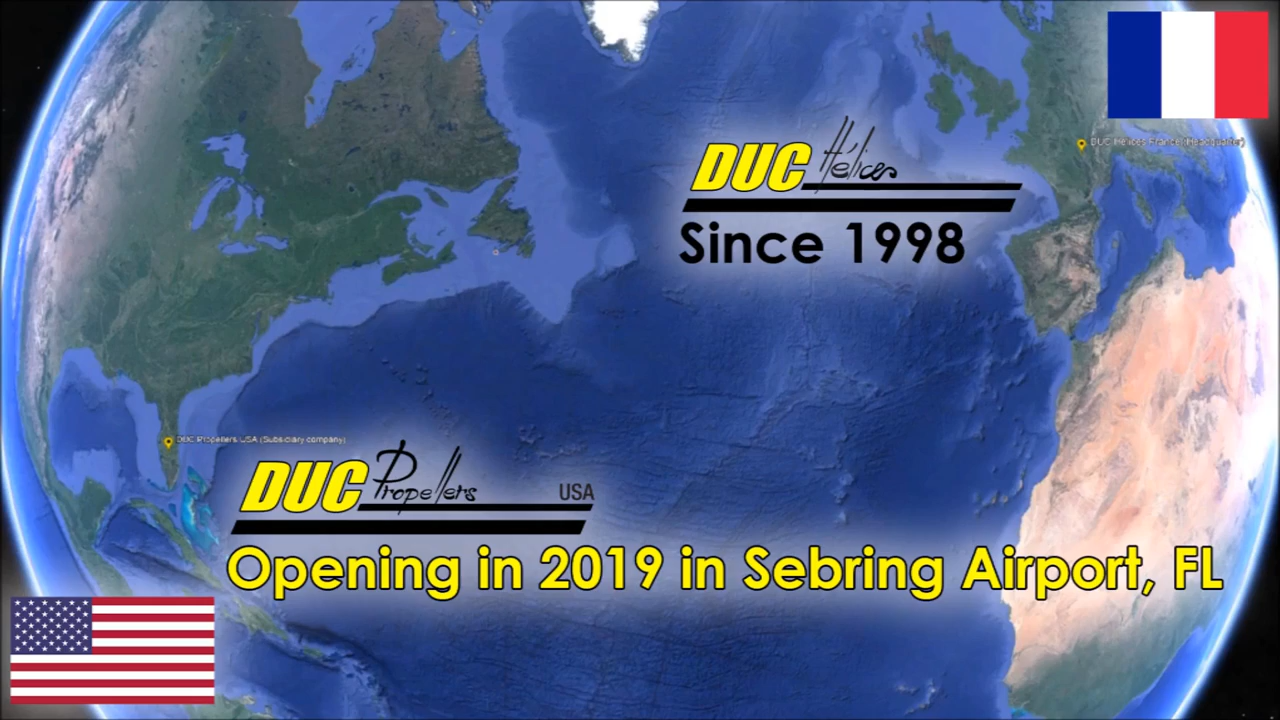 DUC Hélices
Since 1998
DUC Hélices France (Headquarter)
DUC Propellers USA (Subsidiary company)
DUC Propellers USA
Opening in 2019 in Sebring Airport, FL